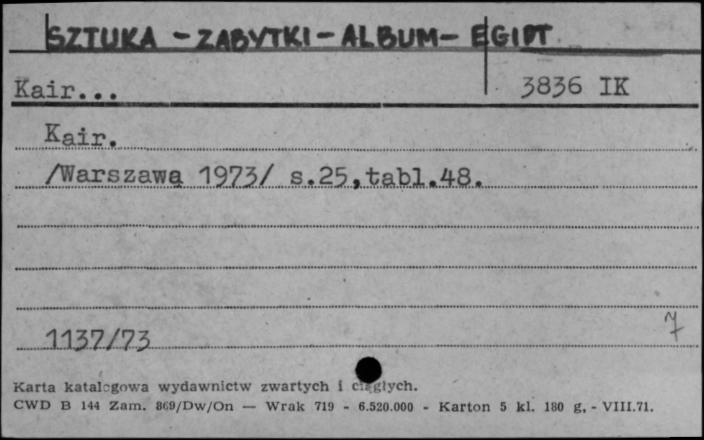 SZTUKA - ZABYTKI - ALBUM - EGIPT
Kair... 3836 IK
Kair.
/Warszawa 1973/ s.25,tabl.48.
1137/73 7
Karta katalogowa wydawnictw zwartych i ciągłych.
CWD B 144 Zam. 869/Dw/On — Wrak 719 - 6.520.000 - Karton 5 kl. 180 g, - VIII.71.